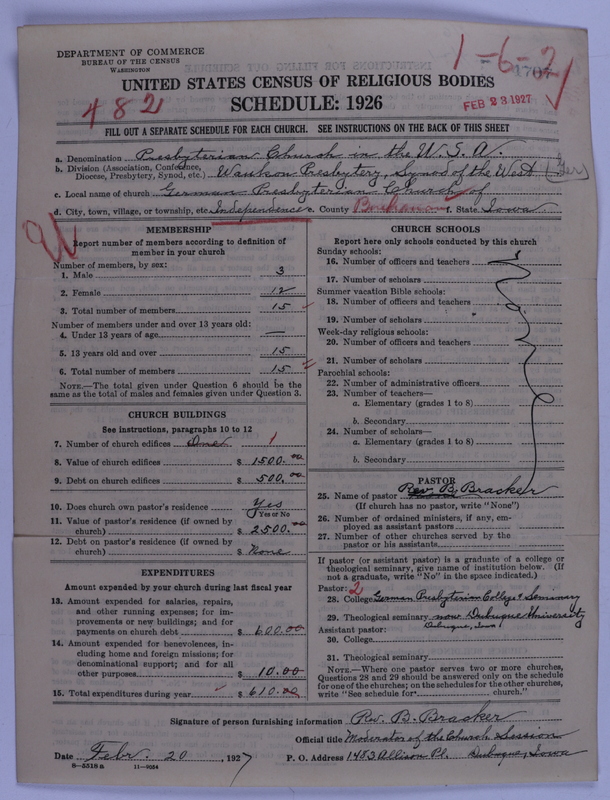 DEPARTMENT OF COMMERCE
BUREAU OF THE CENSUS
WASHINGTON
1-6-21
482
UNITED STATES CENSUS OF RELIGIOUS BODIES
SCHEDULE: 1926
FEB 23 1927
FILL OUT A SEPARATE SCHEDULE FOR EACH CHURCH. SEE INSTRUCTIONS ON THE BACK OF THIS SHEET
a. Denomination Presbyterian Church in the U.S.A.
b. Division (Association, Conference, Diocese, Presbytery, Synod, etc.) Waukon Presbytery, Synod of the West (Ger)
c. Local name of church German Presbyterian Church of
d. City, town, village, or township, etc. Independence County Buchanan State Iowa
MEMBERSHIP
Report number of members according to definition of
member in your church
Number of members, by sex:
1. Male 3
2. Female 12
3. Total number of members 15
Number of members under and over 13 years old:
4. Under 13 years of age —
5. 13 years old and over 15
6. Total number of members 15
NOTE.—The total given under Question 6 should be the
same as the total of males and females given under Question 3.
CHURCH BUILDINGS
See instructions, paragraphs 10 to 12
7. Number of church edifices One 1
8. Value of church edifices $ 1500.00
9. Debt on church edifices $ 500.00
10. Does church own pastor's residence Yes
Yes or No
11. Value of pastor's residence (if owned by
church) $ 2500.00
12. Debt on pastor's residence (if owned by
church) $ None
EXPENDITURES
Amount expended by your church during last fiscal year
13. Amount expended for salaries, repairs,
and other running expenses; for im-
provements or new buildings; and for
payments on church debt $ 600.00
14. Amount expended for benevolences, in-
cluding home and foreign missions; for
denominational support; and for all
other purposes $ 10.00
15. Total expenditures during year $ 610.00
CHURCH SCHOOLS
Report here only schools conducted by this church
Sunday schools:
16. Number of officers and teachers
17. Number of scholars
Summer vacation Bible schools:
18. Number of officers and teachers
19. Number of scholars
Week-day religious schools:
20. Number of officers and teachers
21. Number of scholars
Parochial schools:
22. Number of administrative officers
23. Number of teachers—
a. Elementary (grades 1 to 8)
b. Secondary
24. Number of scholars—
a. Elementary (grades 1 to 8)
b. Secondary
PASTOR
25. Name of pastor Rev. B. Bracker
(If church has no pastor, write "None")
26. Number of ordained ministers, if any, em-
ployed as assistant pastors
27. Number of other churches served by the
pastor or his assistants
If pastor (or assistant pastor) is a graduate of a college or
theological seminary, give name of institution below. (If
not a graduate, write "No" in the space indicated.)
Pastor: 2
28. College German Presbyterian College & Seminary
29. Theological seminary now Dubuque University
Assistant pastor: Dubuque, Iowa
30. College
31. Theological seminary
NOTE.—Where one pastor serves two or more churches,
Questions 28 and 29 should be answered only on the schedule
for one of the churches; on the schedules for the other churches,
write "See schedule for church."
Signature of person furnishing information Rev. B. Bracker
Official title Moderator of the Church & Session
Date Febr. 20, 1927
P. O. Address 1453 Allison Pl. Dubuque, Iowa
8-5518 a 11-9054